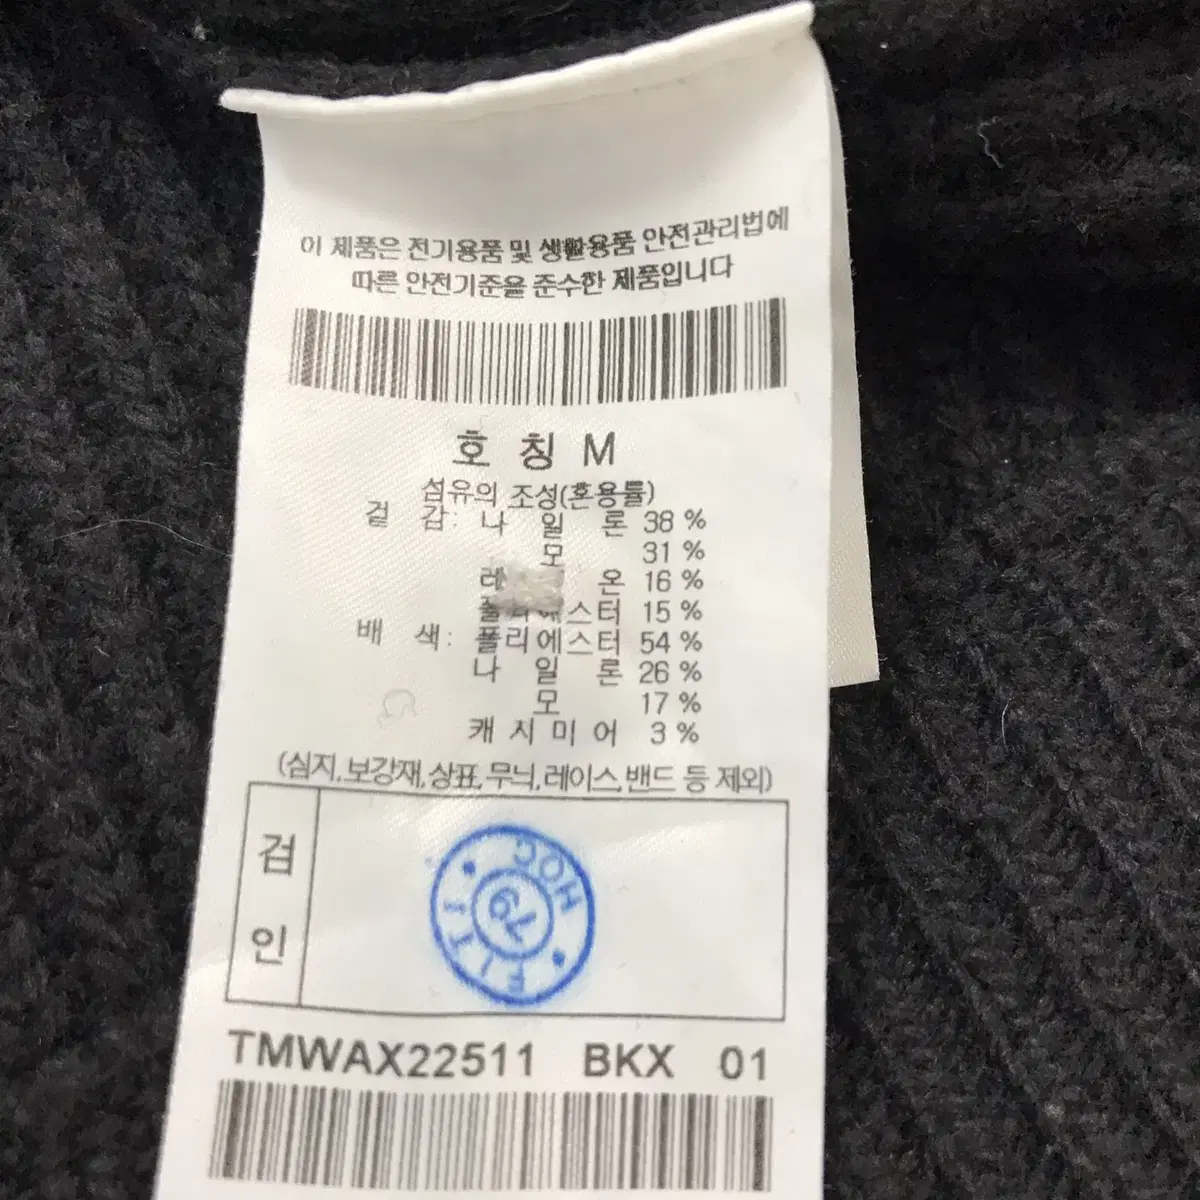 이 제품은 전기용품 및 생활용품 안전관리법에
따른 안전기준을 준수한 제품입니다
호 칭 M
섬유의 조성(혼용률)
겉 감: 나 일 론 38 %
모 31 %
온 16 %
폴리에스터 15 %
배 색: 폴리에스터 54 %
나 일 론 26 %
모 17 %
캐 시 미 어 3 %
(심지,보강재,상표,무늬,레이스,밴드 등 제외)
검
인
FITI
79
HOC
TMWAX22511 BKX 01